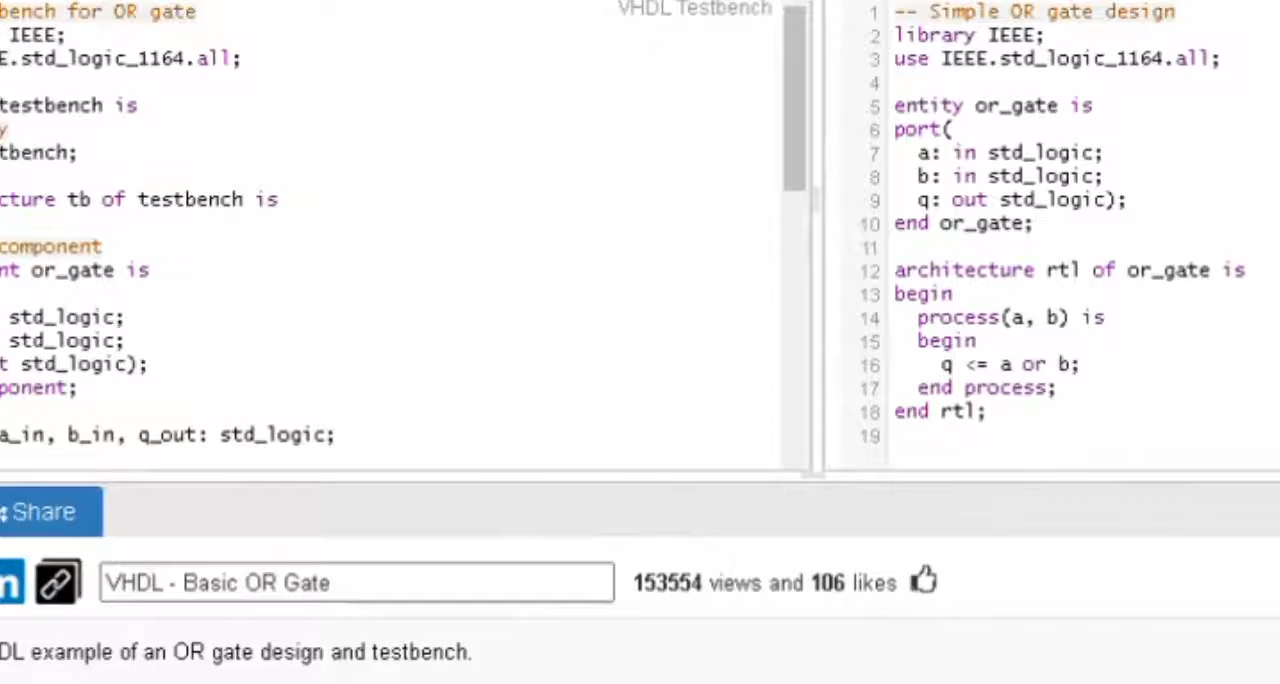 bench for OR gate
IEEE;
E.std_logic_1164.all;
testbench is
y
tbench;
cture tb of testbench is
component
nt or_gate is
std_logic;
std_logic;
t std_logic);
ponent;
a_in, b_in, q_out: std_logic;
VHDL Testbench
1 -- Simple OR gate design
2 library IEEE;
3 use IEEE.std_logic_1164.all;
4
5 entity or_gate is
6 port(
7 a: in std_logic;
8 b: in std_logic;
9 q: out std_logic);
10 end or_gate;
11
12 architecture rtl of or_gate is
13 begin
14 process(a, b) is
15 begin
16 q <= a or b;
17 end process;
18 end rtl;
19
Share
n VHDL - Basic OR Gate 153554 views and 106 likes
DL example of an OR gate design and testbench.